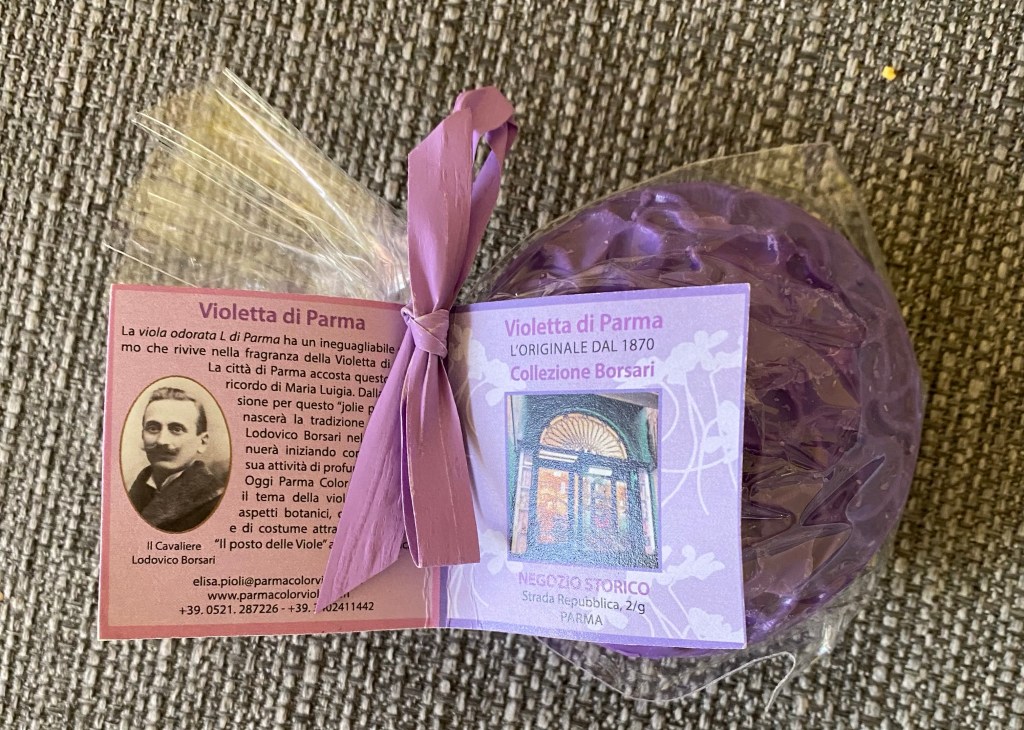 Violetta di Parma
La viola odorata L di Parma ha un ineguagliabile
mo che rivive nella fragranza della Violetta di
La città di Parma accosta questo
ricordo di Maria Luigia. Dalla
sione per questo "jolie
nascerà la tradizione
Lodovico Borsari nel
nuerà iniziando con
sua attività di profu
Oggi Parma Color
il tema della viol
aspetti botanici,
e di costume attra
"Il posto delle Viole"
Il Cavaliere
Lodovico Borsari
elisa.pioli@parmacolorvi
www.parmacolorviol
+39. 0521. 287226 - +39. 3402411442
Violetta di Parma
L'ORIGINALE DAL 1870
Collezione Borsari
NEGOZIO STORICO
Strada Repubblica, 2/g
PARMA